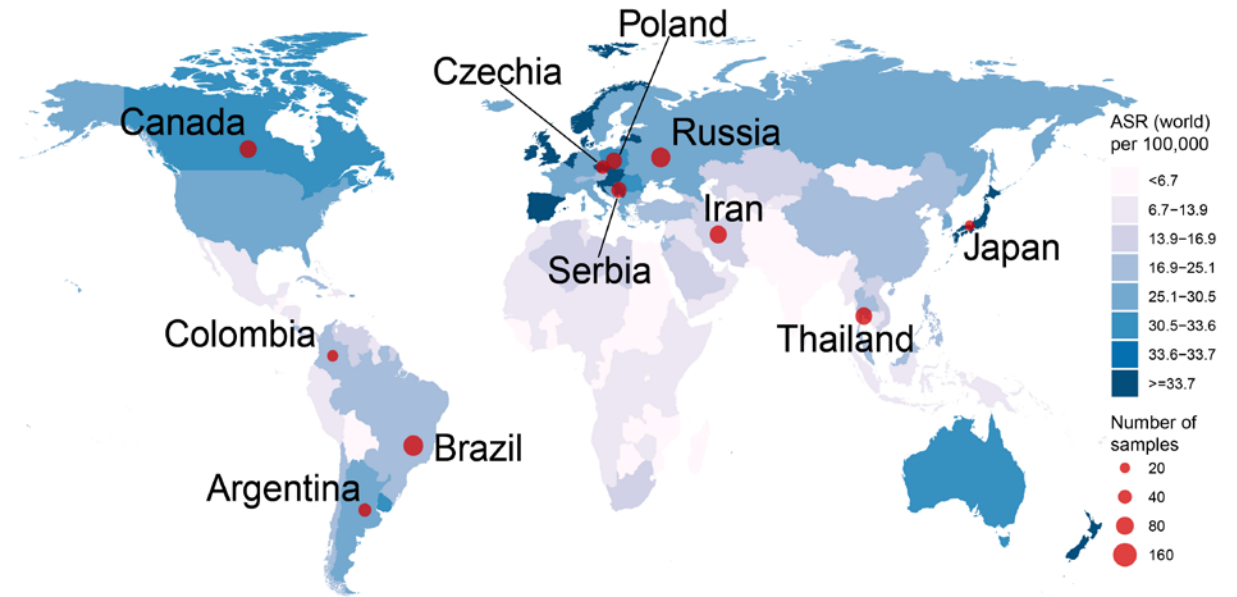 Poland
Czechia
Canada
Russia
Iran
Japan
Serbia
Colombia
Thailand
Brazil
Argentina
ASR (world)
per 100,000
<6.7
6.7−13.9
13.9−16.9
16.9−25.1
25.1−30.5
30.5−33.6
33.6−33.7
>=33.7
Number of
samples
20
40
80
160